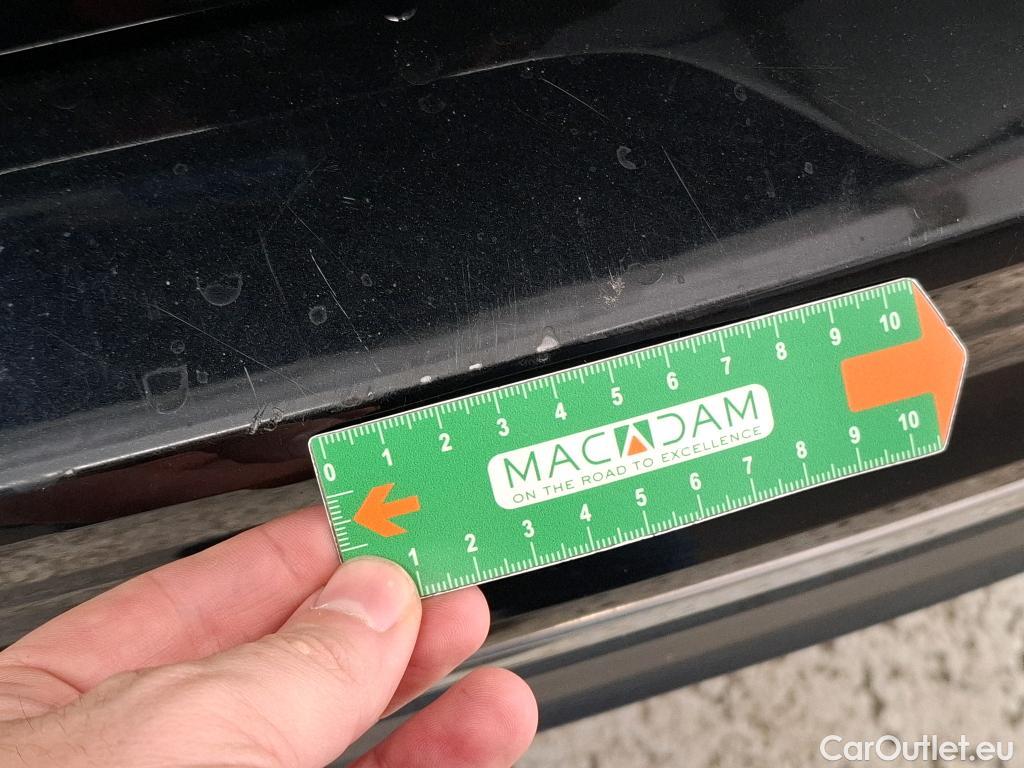 0 1 2 3 4 5 6 7 8 9 10
MACADAM
ON THE ROAD TO EXCELLENCE
1 2 3 4 5 6 7 8 9 10
CarOutlet.eu